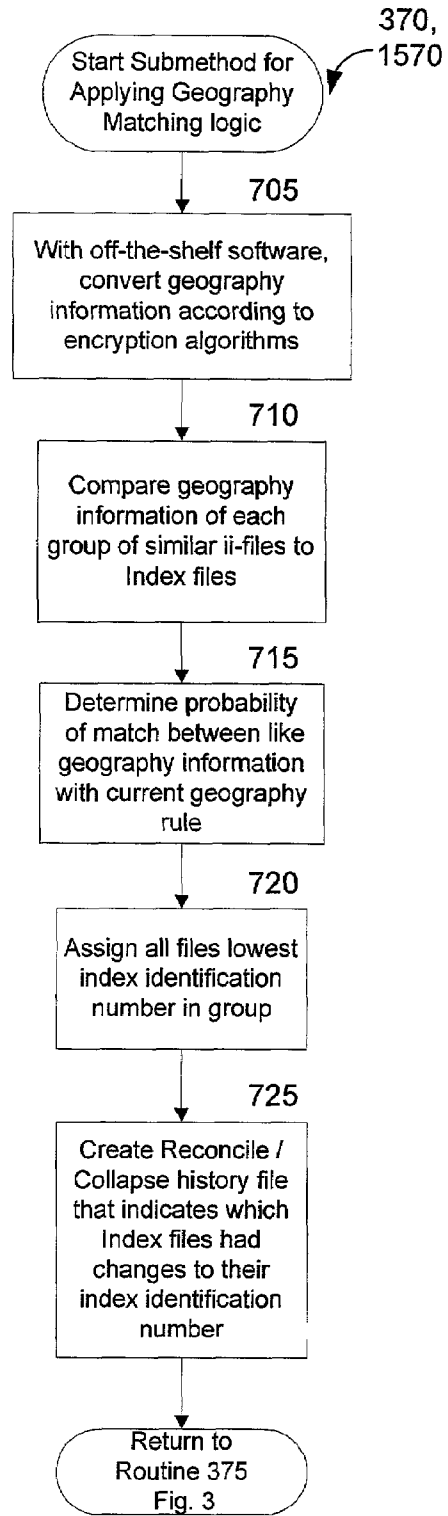 370,
1570
Start Submethod for
Applying Geography
Matching logic
705
With off-the-shelf software,
convert geography
information according to
encryption algorithms
710
Compare geography
information of each
group of similar ii-files to
Index files
715
Determine probability
of match between like
geography information
with current geography
rule
720
Assign all files lowest
index identification
number in group
725
Create Reconcile /
Collapse history file
that indicates which
Index files had
changes to their
index identification
number
Return to
Routine 375
Fig. 3